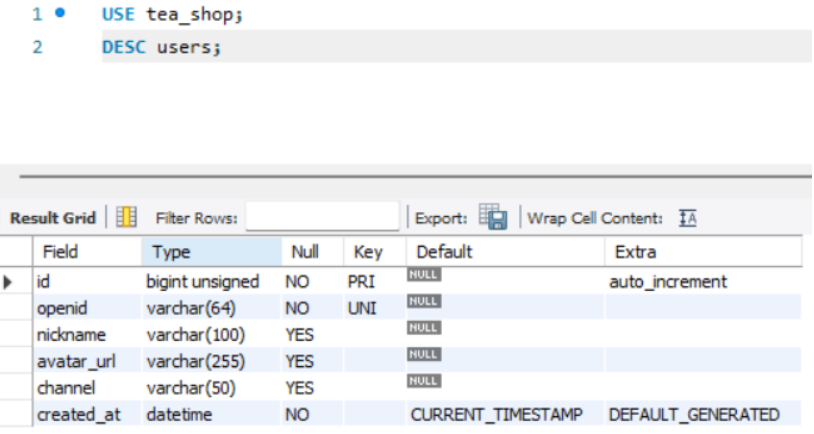 1 USE tea_shop;
2 DESC users;
Result Grid Filter Rows: Export: Wrap Cell Content: IA
Field Type Null Key Default Extra
id bigint unsigned NO PRI NULL auto_increment
openid varchar(64) NO UNI NULL
nickname varchar(100) YES NULL
avatar_url varchar(255) YES NULL
channel varchar(50) YES NULL
created_at datetime NO CURRENT_TIMESTAMP DEFAULT_GENERATED